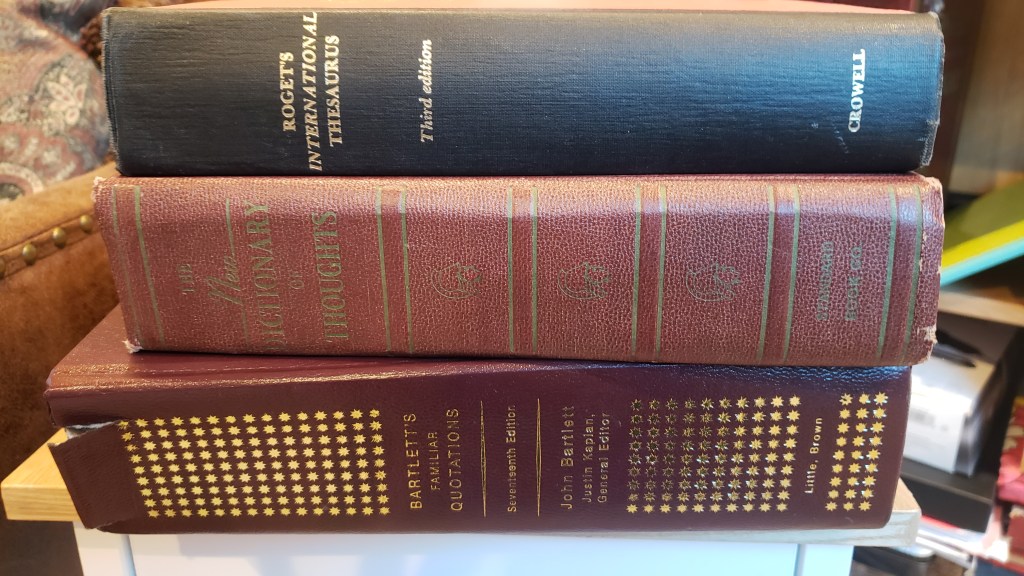 ROGET'S
INTERNATIONAL
THESAURUS
Third edition
CROWELL
THE
New
DICTIONARY
OF
THOUGHTS
STANDARD
BOOK CO.
BARTLETT'S
FAMILIAR
QUOTATIONS
Seventeenth Edition
John Bartlett
Justin Kaplan,
General Editor
Little, Brown